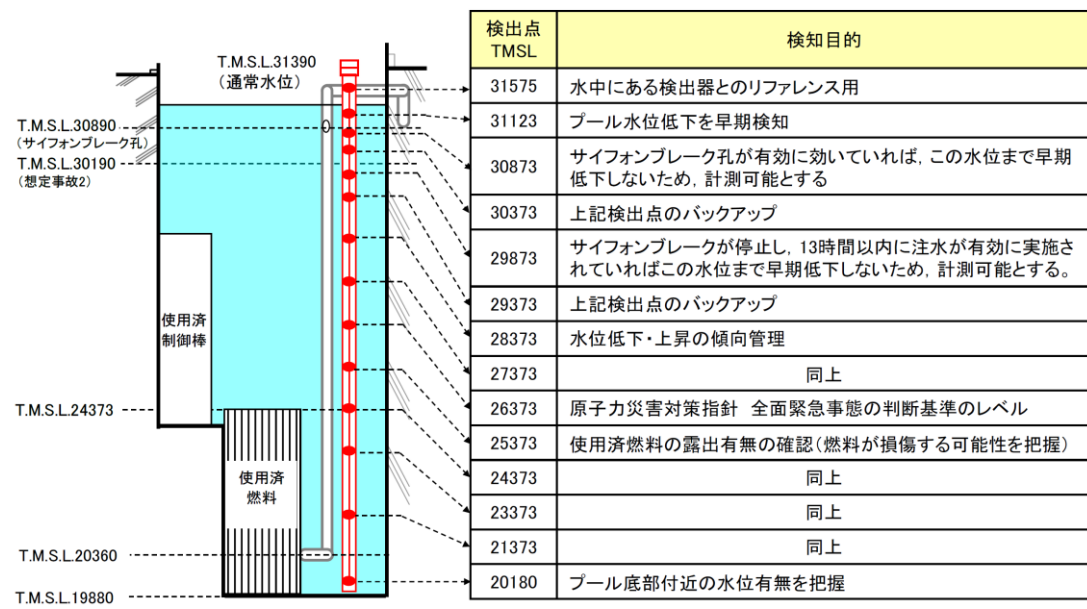 T.M.S.L.31390
（通常水位）
T.M.S.L.30890
（サイフォンブレーク孔）
T.M.S.L.30190
（想定事故2）
使用済
制御棒
T.M.S.L.24373
使用済
燃料
T.M.S.L.20360
T.M.S.L.19880
検出点
TMSL
検知目的
31575
水中にある検出器とのリファレンス用
31123
プール水位低下を早期検知
30873
サイフォンブレーク孔が有効に効いていれば，この水位まで早期
低下しないため，計測可能とする
30373
上記検出点のバックアップ
29873
サイフォンブレークが停止し，13時間以内に注水が有効に実施さ
れていればこの水位まで早期低下しないため，計測可能とする。
29373
上記検出点のバックアップ
28373
水位低下・上昇の傾向管理
27373
同上
26373
原子力災害対策指針　全面緊急事態の判断基準のレベル
25373
使用済燃料の露出有無の確認（燃料が損傷する可能性を把握）
24373
同上
23373
同上
21373
同上
20180
プール底部付近の水位有無を把握